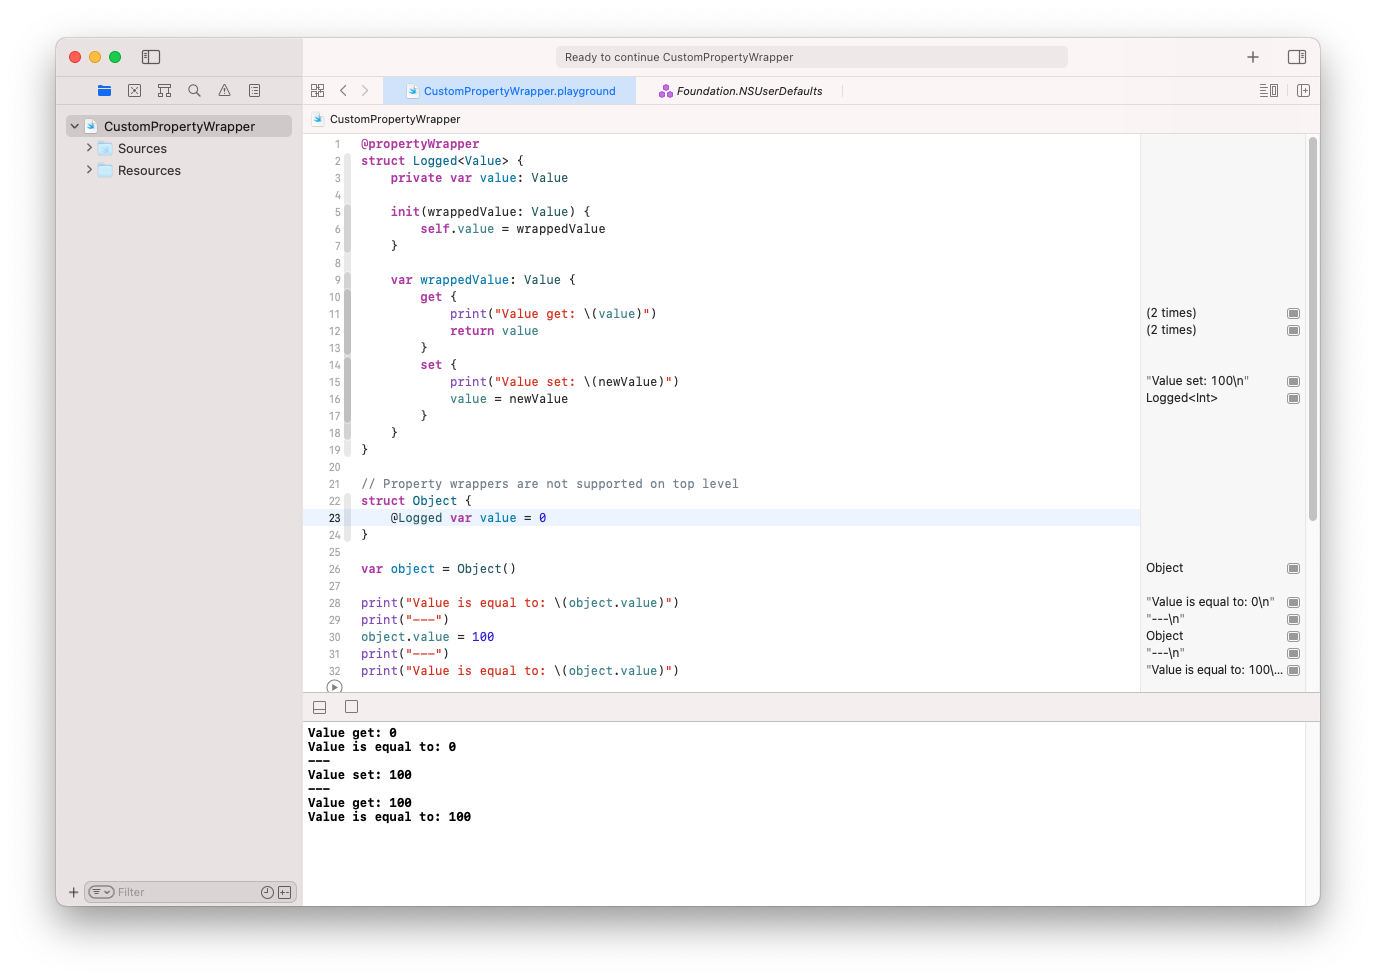 Ready to continue CustomPropertyWrapper
CustomPropertyWrapper.playground
Foundation.NSUserDefaults
CustomPropertyWrapper
Sources
Resources
CustomPropertyWrapper
1 @propertyWrapper
2 struct Logged<Value> {
3     private var value: Value
4
5     init(wrappedValue: Value) {
6         self.value = wrappedValue
7     }
8
9     var wrappedValue: Value {
10         get {
11             print("Value get: \(value)") (2 times)
12             return value (2 times)
13         }
14         set {
15             print("Value set: \(newValue)") "Value set: 100\n"
16             value = newValue Logged<Int>
17         }
18     }
19 }
20
21 // Property wrappers are not supported on top level
22 struct Object {
23     @Logged var value = 0
24 }
25
26 var object = Object() Object
27
28 print("Value is equal to: \(object.value)") "Value is equal to: 0\n"
29 print("---") "---\n"
30 object.value = 100 Object
31 print("---") "---\n"
32 print("Value is equal to: \(object.value)") "Value is equal to: 100\...
Value get: 0
Value is equal to: 0
---
Value set: 100
---
Value get: 100
Value is equal to: 100
Filter